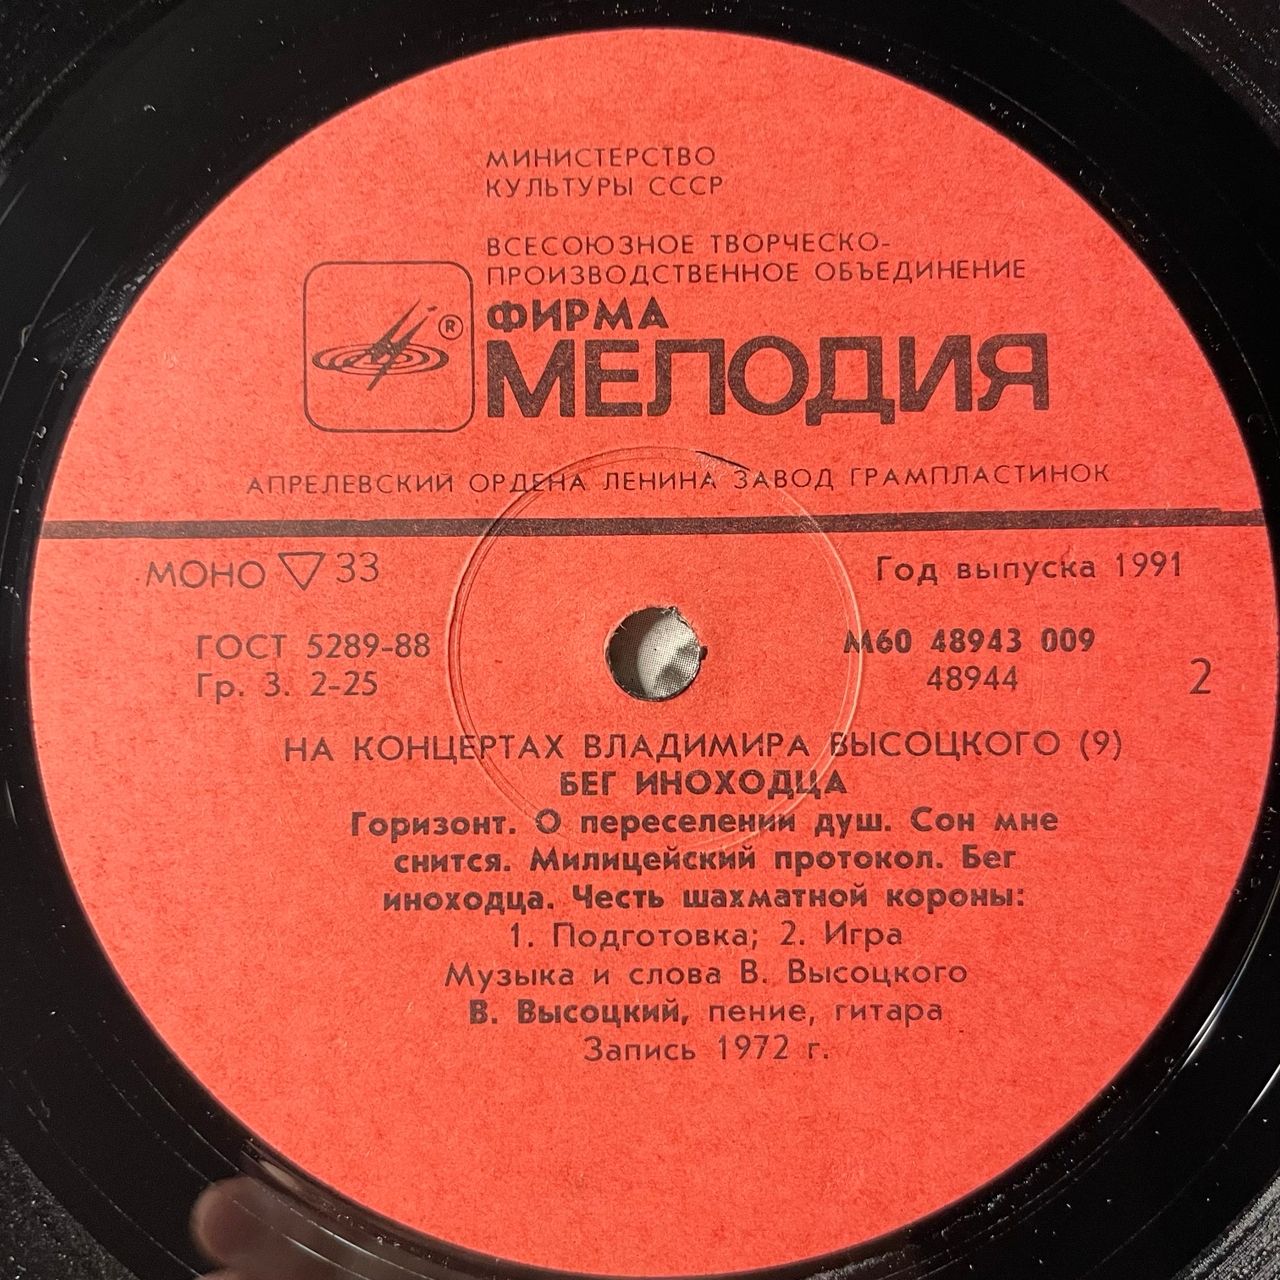 МИНИСТЕРСТВО
КУЛЬТУРЫ СССР
ВСЕСОЮЗНОЕ ТВОРЧЕСКО-
ПРОИЗВОДСТВЕННОЕ ОБЪЕДИНЕНИЕ
ФИРМА
®
МЕЛОДИЯ
АПРЕЛЕВСКИЙ ОРДЕНА ЛЕНИНА ЗАВОД ГРАМПЛАСТИНОК
МОНО ▽ 33
Год выпуска 1991
ГОСТ 5289-88
Гр. 3. 2-25
М60 48943 009
48944
2
НА КОНЦЕРТАХ ВЛАДИМИРА ВЫСОЦКОГО (9)
БЕГ ИНОХОДЦА
Горизонт. О переселении душ. Сон мне
снится. Милицейский протокол. Бег
иноходца. Честь шахматной короны:
1. Подготовка; 2. Игра
Музыка и слова В. Высоцкого
В. Высоцкий, пение, гитара
Запись 1972 г.